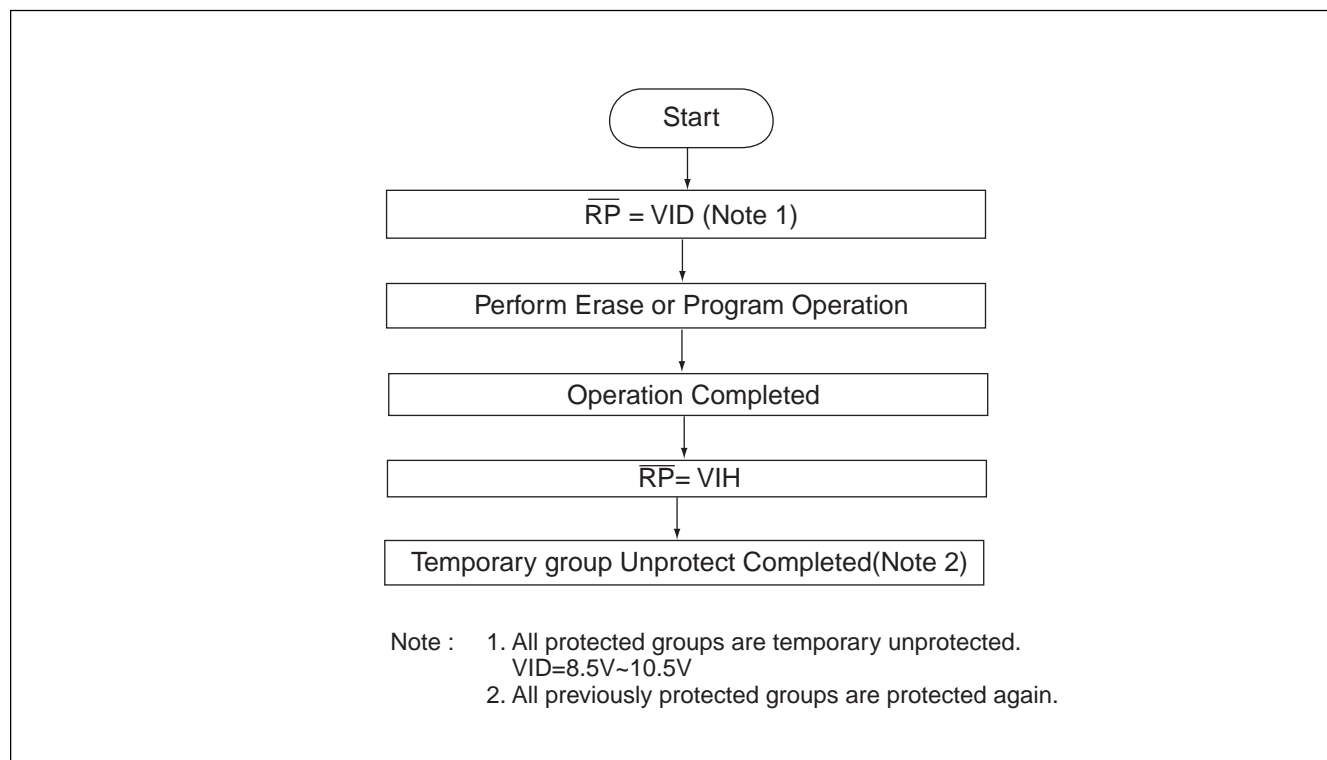 Start
R̅P̅ = VID (Note 1)
Perform Erase or Program Operation
Operation Completed
R̅P̅= VIH
Temporary group Unprotect Completed(Note 2)
Note : 1. All protected groups are temporary unprotected.
VID=8.5V~10.5V
2. All previously protected groups are protected again.